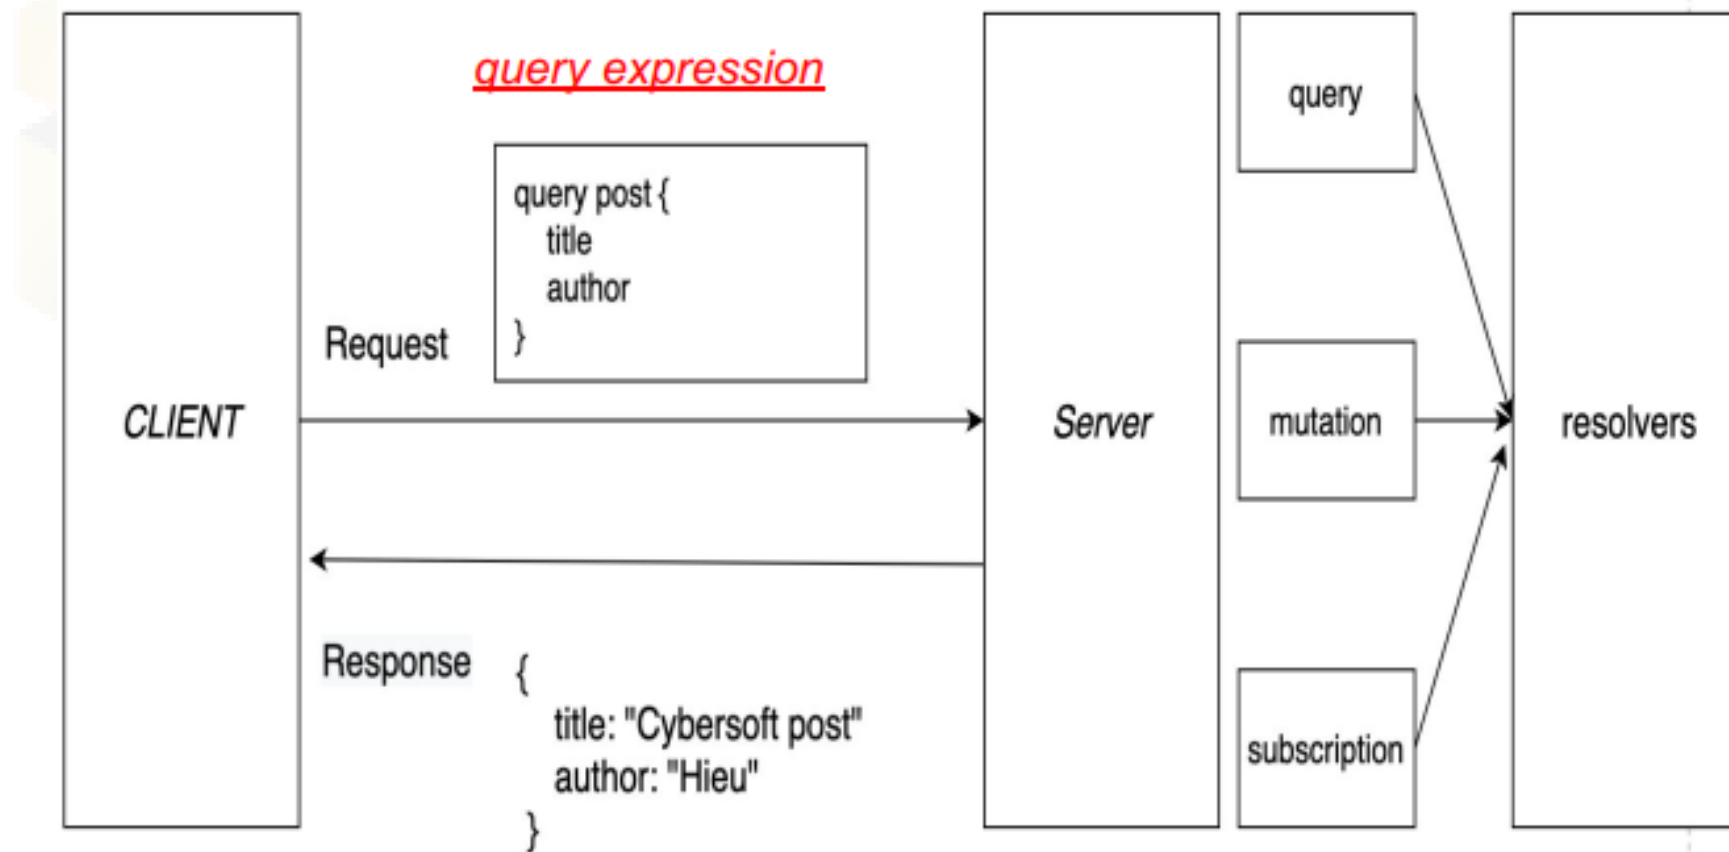 query expression
query post {
title
author
}
Request
CLIENT
Server
Response
{
title: "Cybersoft post"
author: "Hieu"
}
query
mutation
subscription
resolvers